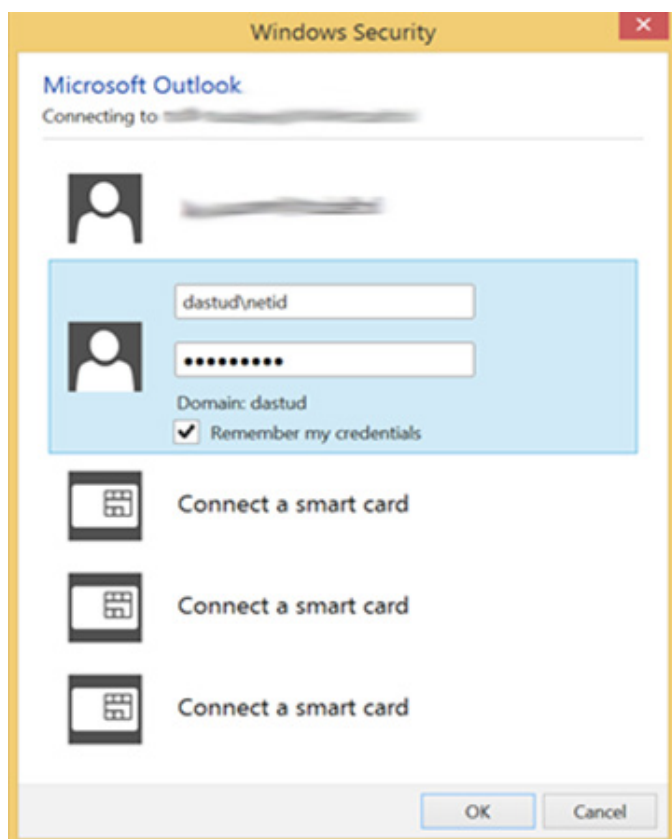 Windows Security
Microsoft Outlook
Connecting to
dastud\netid
Domain: dastud
Remember my credentials
Connect a smart card
Connect a smart card
Connect a smart card
OK
Cancel